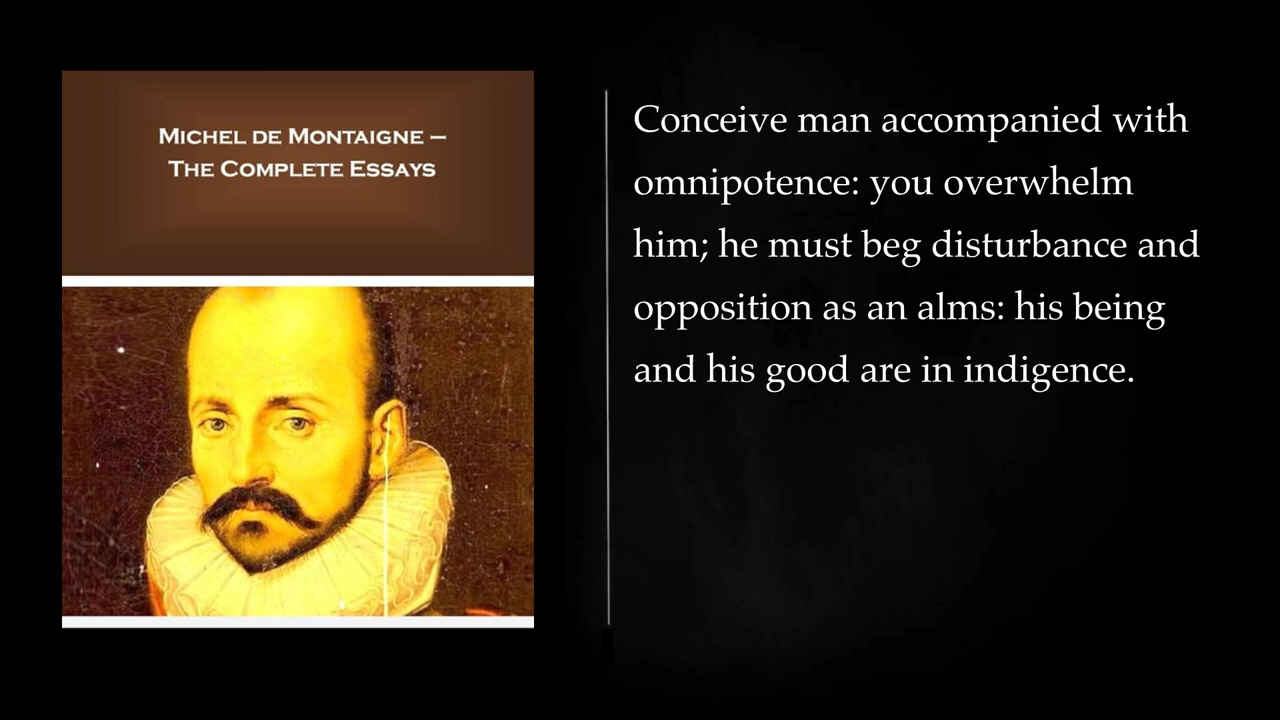 MICHEL DE MONTAIGNE –
THE COMPLETE ESSAYS
Conceive man accompanied with
omnipotence: you overwhelm
him; he must beg disturbance and
opposition as an alms: his being
and his good are in indigence.